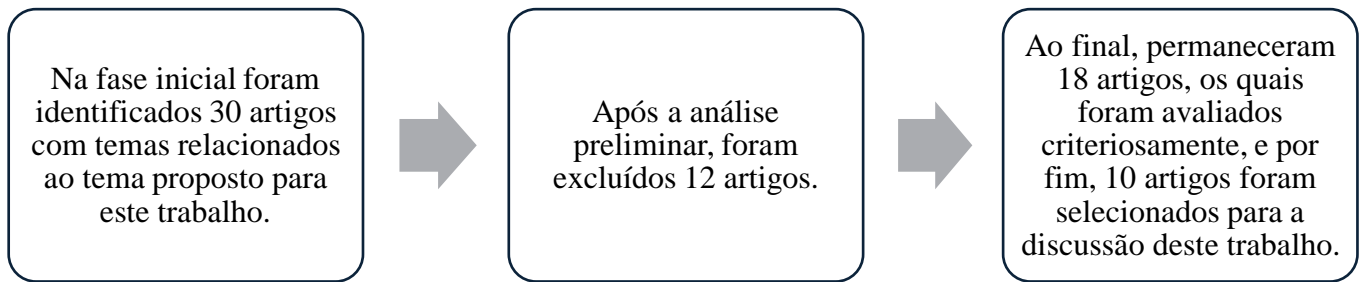 Na fase inicial foram
identificados 30 artigos
com temas relacionados
ao tema proposto para
este trabalho.
Após a análise
preliminar, foram
excluídos 12 artigos.
Ao final, permaneceram
18 artigos, os quais
foram avaliados
criteriosamente, e por
fim, 10 artigos foram
selecionados para a
discussão deste trabalho.